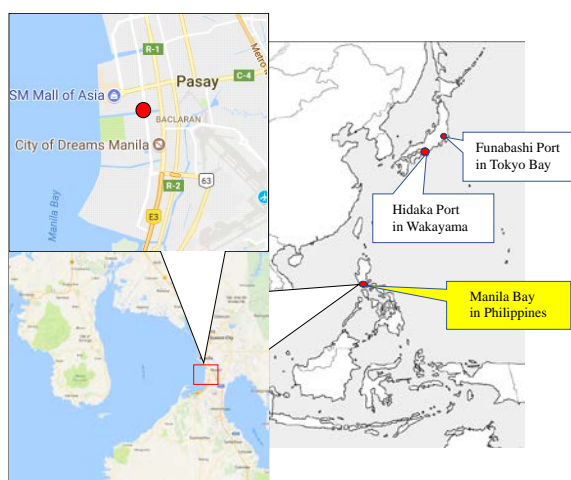 R-1
Metro
C-4
Pasay
SM Mall of Asia
BACLARAN
City of Dreams Manila
R-2
63
E3
Manila Bay
Funabashi Port
in Tokyo Bay
Hidaka Port
in Wakayama
Manila Bay
in Philippines